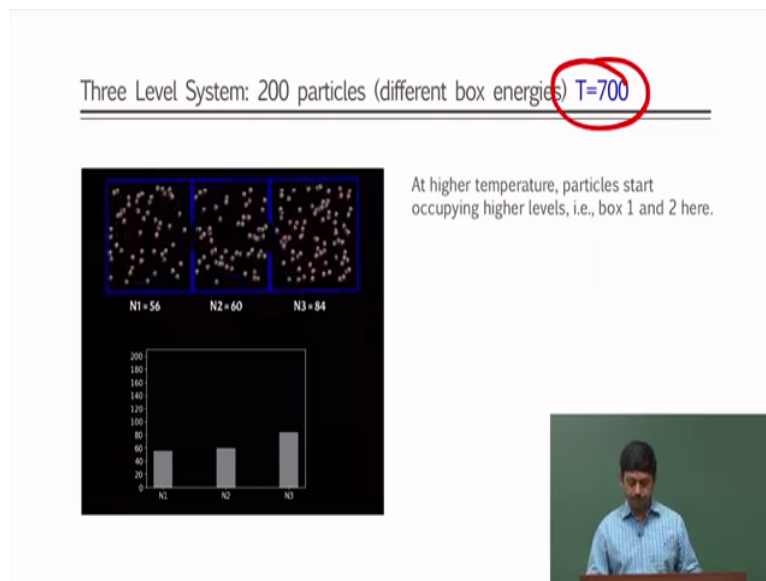 Three Level System: 200 particles (different box energies) T=700
At higher temperature, particles start
occupying higher levels, i.e., box 1 and 2 here.
N1=56 N2=60 N3=84
200
180
160
140
120
100
80
60
40
20
0
N1 N2 N3